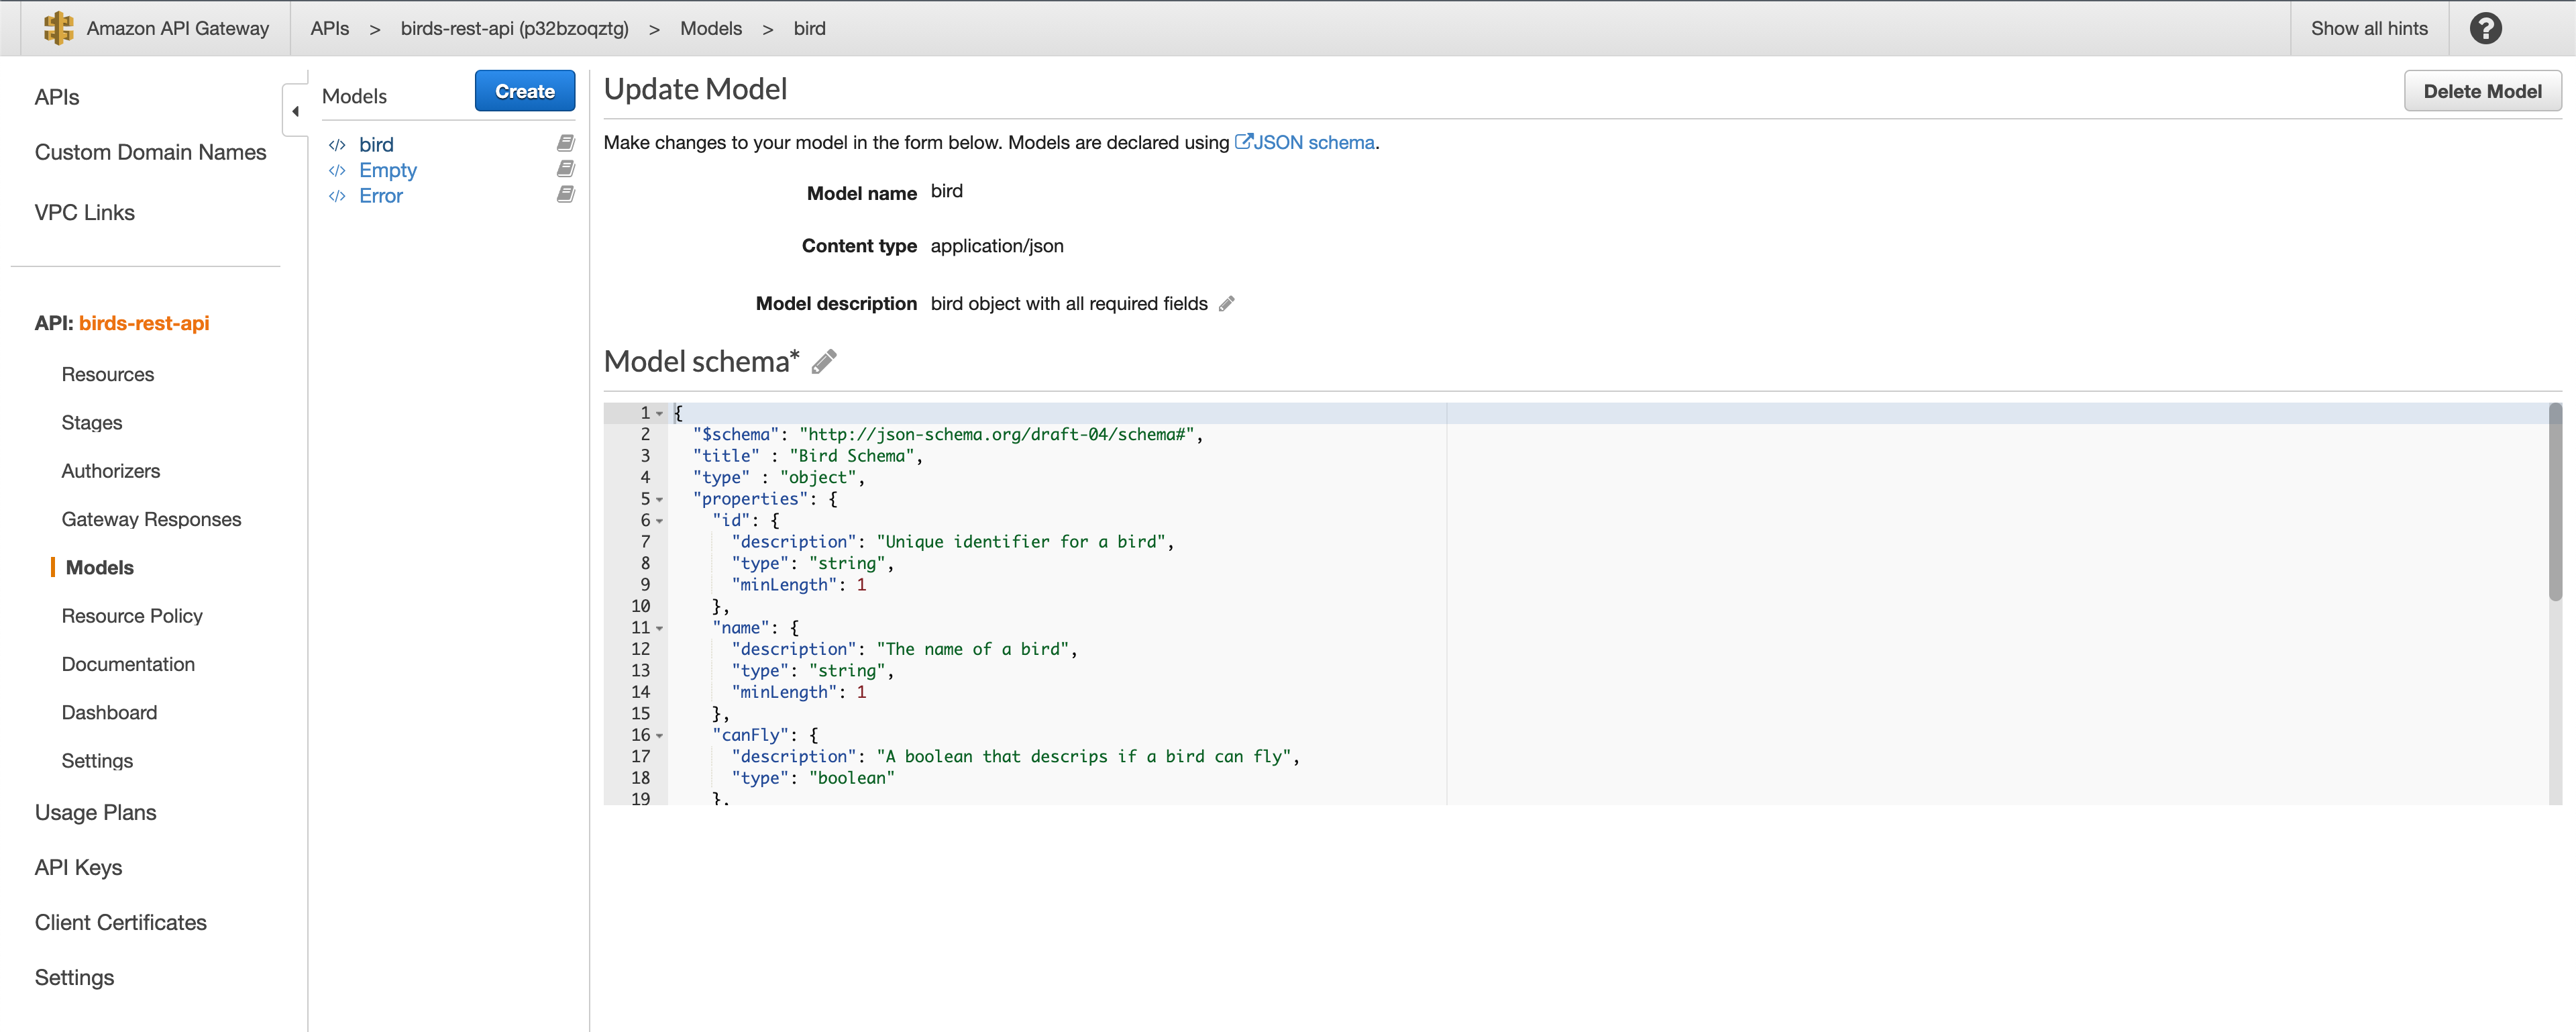 Amazon API Gateway
APIs > birds-rest-api (p32bzoqztg) > Models > bird
Show all hints
?
APIs
Custom Domain Names
VPC Links
API: birds-rest-api
Resources
Stages
Authorizers
Gateway Responses
Models
Resource Policy
Documentation
Dashboard
Settings
Usage Plans
API Keys
Client Certificates
Settings
Models
Create
</> bird
</> Empty
</> Error
Update Model
Delete Model
Make changes to your model in the form below. Models are declared using JSON schema.
Model name bird
Content type application/json
Model description bird object with all required fields
Model schema*
1 {
2 "$schema": "http://json-schema.org/draft-04/schema#",
3 "title" : "Bird Schema",
4 "type" : "object",
5 "properties": {
6 "id": {
7 "description": "Unique identifier for a bird",
8 "type": "string",
9 "minLength": 1
10 },
11 "name": {
12 "description": "The name of a bird",
13 "type": "string",
14 "minLength": 1
15 },
16 "canFly": {
17 "description": "A boolean that descrips if a bird can fly",
18 "type": "boolean"
19 },